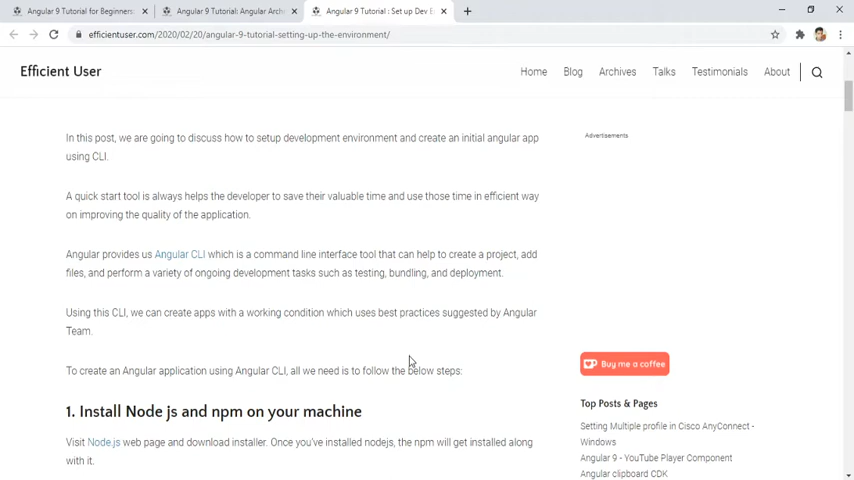 Angular 9 Tutorial for Beginners
Angular 9 Tutorial: Angular Arch
Angular 9 Tutorial : Set up Dev E
efficientuser.com/2020/02/20/angular-9-tutorial-setting-up-the-environment/
Efficient User
Home
Blog
Archives
Talks
Testimonials
About
In this post, we are going to discuss how to setup development environment and create an initial angular app
using CLI.
A quick start tool is always helps the developer to save their valuable time and use those time in efficient way
on improving the quality of the application.
Angular provides us Angular CLI which is a command line interface tool that can help to create a project, add
files, and perform a variety of ongoing development tasks such as testing, bundling, and deployment.
Using this CLI, we can create apps with a working condition which uses best practices suggested by Angular
Team.
To create an Angular application using Angular CLI, all we need is to follow the below steps:
1. Install Node js and npm on your machine
Visit Node.js web page and download installer. Once you've installed nodejs, the npm will get installed along
with it.
Advertisements
Buy me a coffee
Top Posts & Pages
Setting Multiple profile in Cisco AnyConnect -
Windows
Angular 9 - YouTube Player Component
Angular clipboard CDK